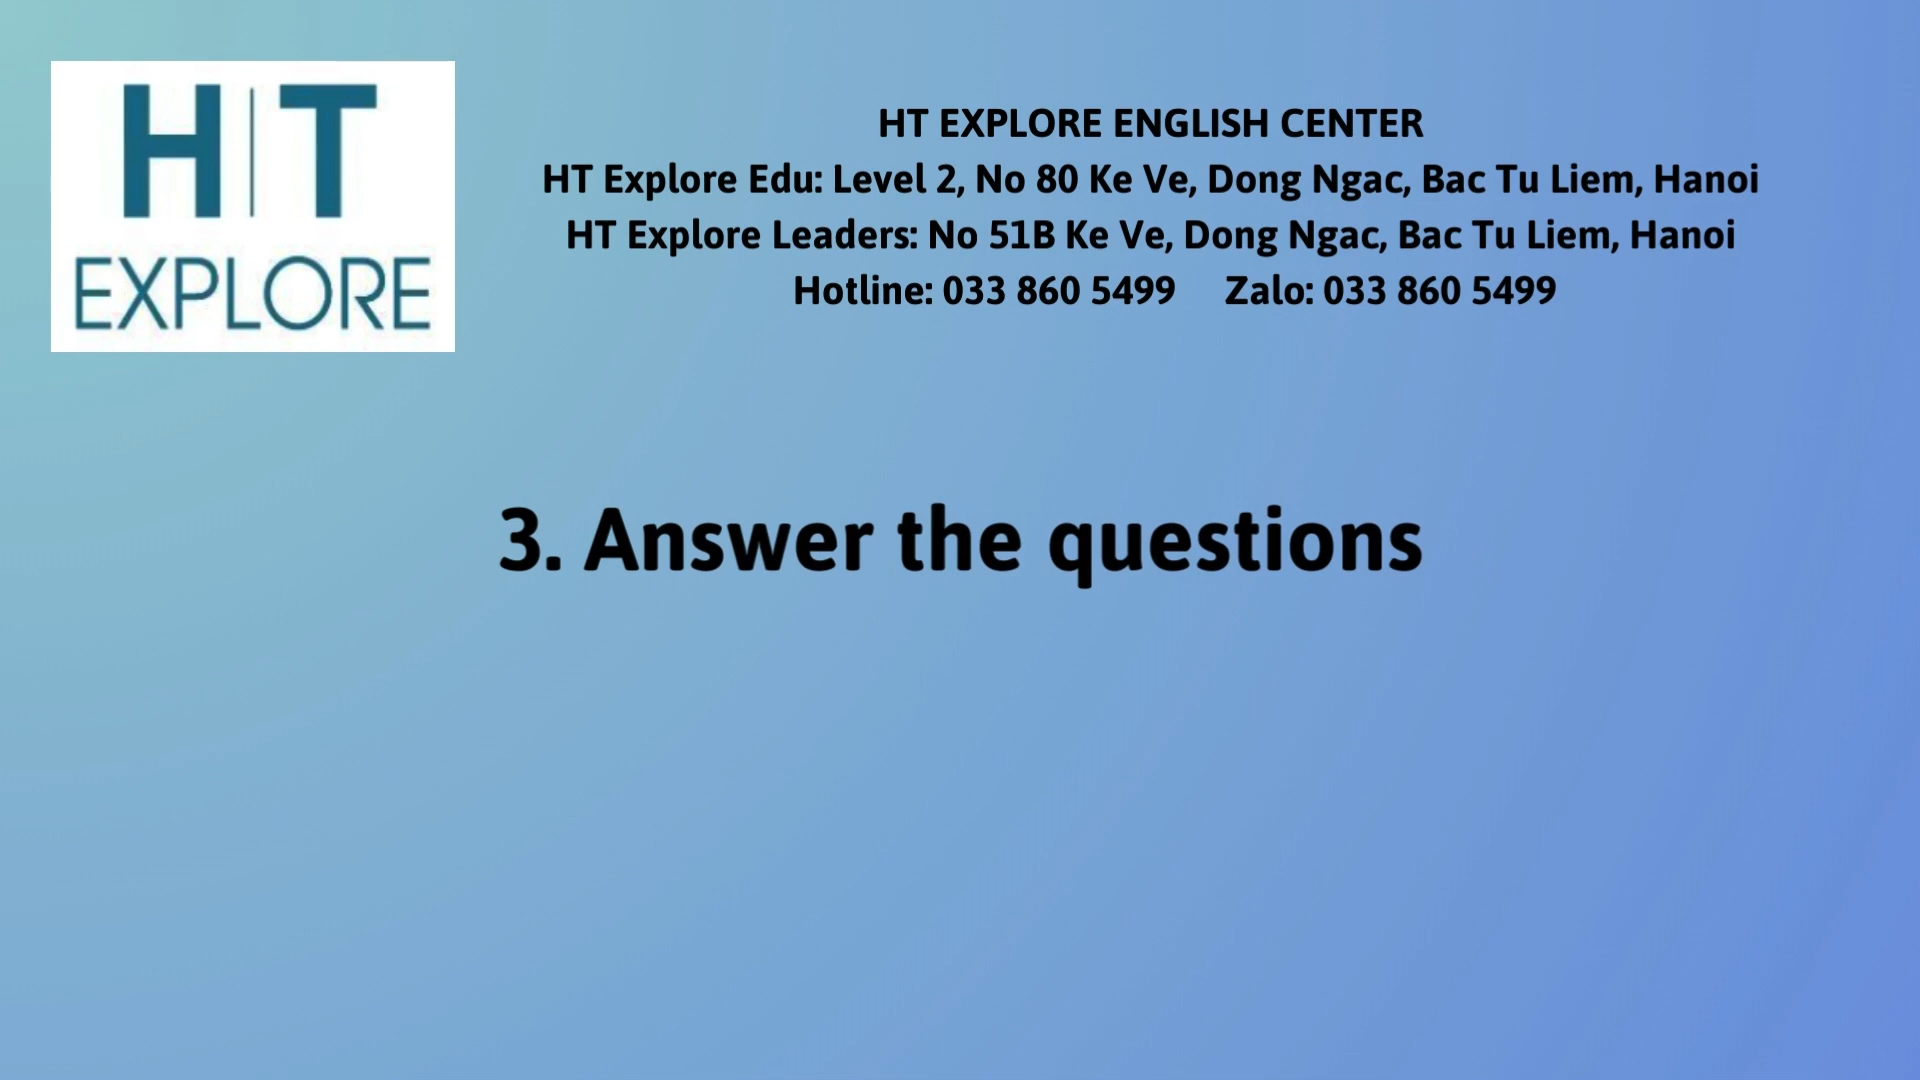 H|T
EXPLORE
HT EXPLORE ENGLISH CENTER
HT Explore Edu: Level 2, No 80 Ke Ve, Dong Ngac, Bac Tu Liem, Hanoi
HT Explore Leaders: No 51B Ke Ve, Dong Ngac, Bac Tu Liem, Hanoi
Hotline: 033 860 5499 Zalo: 033 860 5499
3. Answer the questions